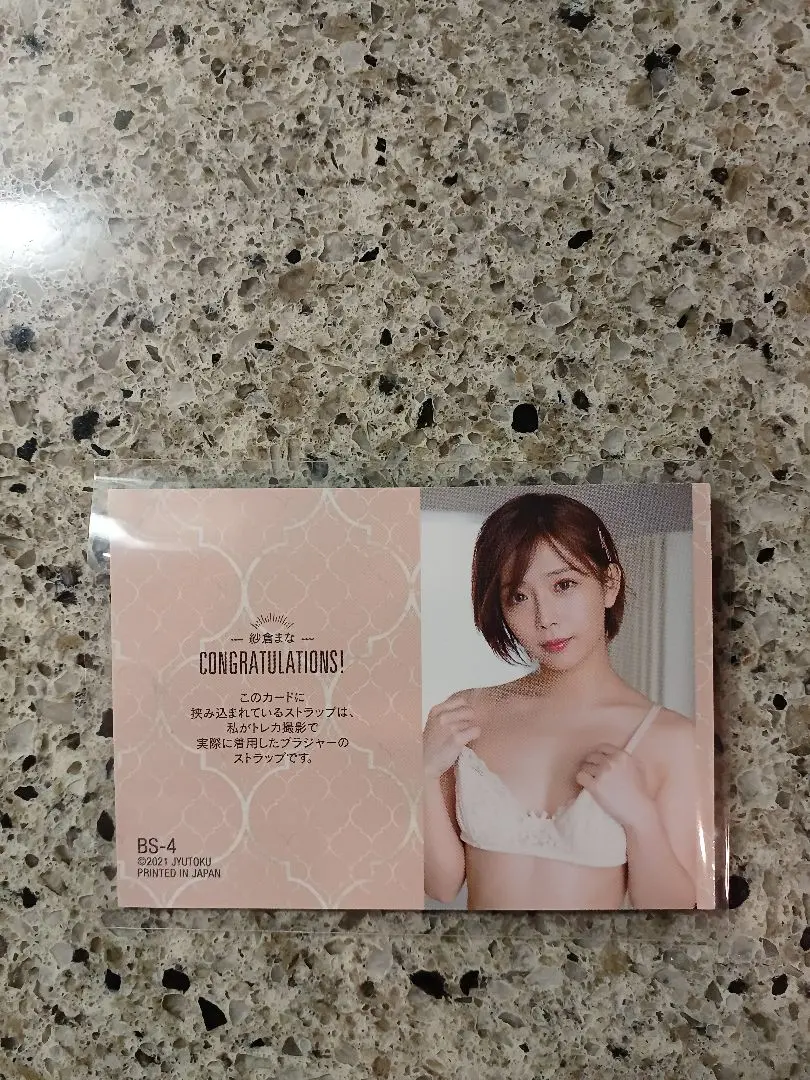 紗倉まな
CONGRATULATIONS!
このカードに
挟み込まれているストラップは、
私がトレカ撮影で
実際に着用したブラジャーの
ストラップです。
BS-4
©2021 JYUTOKU
PRINTED IN JAPAN